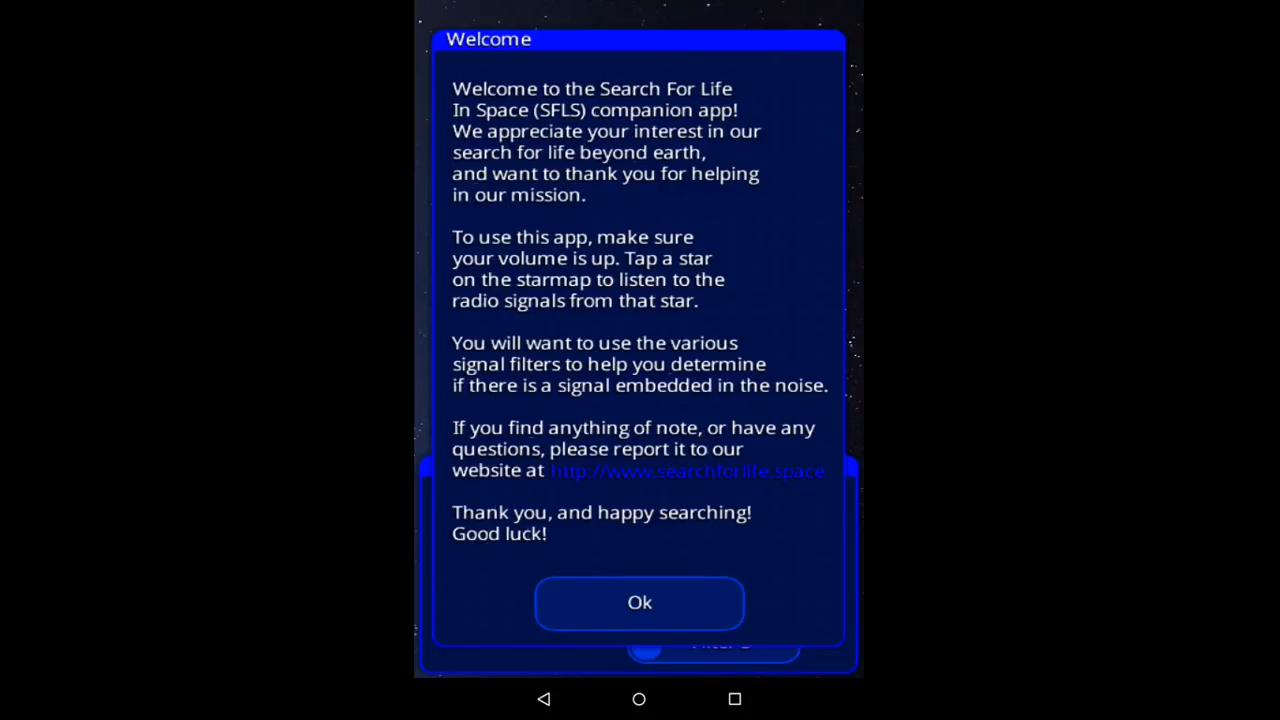 Welcome
Welcome to the Search For Life
In Space (SFLS) companion app!
We appreciate your interest in our
search for life beyond earth,
and want to thank you for helping
in our mission.
To use this app, make sure
your volume is up. Tap a star
on the starmap to listen to the
radio signals from that star.
You will want to use the various
signal filters to help you determine
if there is a signal embedded in the noise.
If you find anything of note, or have any
questions, please report it to our
website at http://www.searchforlife.space
Thank you, and happy searching!
Good luck!
Ok